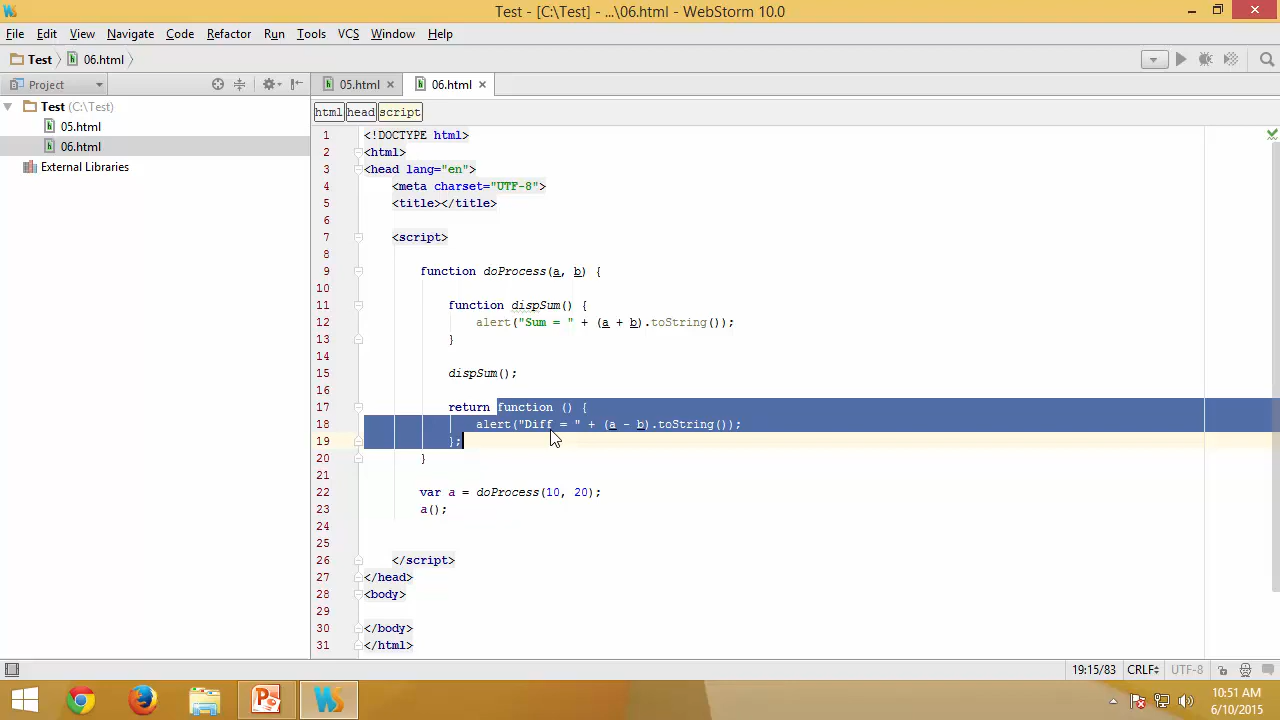 Test - [C:\Test] - ...\06.html - WebStorm 10.0
File Edit View Navigate Code Refactor Run Tools VCS Window Help
Test 06.html
Project
05.html 06.html
Test (C:\Test)
05.html
06.html
External Libraries
html head script
1 <!DOCTYPE html>
2 <html>
3 <head lang="en">
4 <meta charset="UTF-8">
5 <title></title>
6
7 <script>
8
9 function doProcess(a, b) {
10
11 function dispSum() {
12 alert("Sum = " + (a + b).toString());
13 }
14
15 dispSum();
16
17 return function () {
18 alert("Diff = " + (a - b).toString());
19 };
20 }
21
22 var a = doProcess(10, 20);
23 a();
24
25
26 </script>
27 </head>
28 <body>
29
30 </body>
31 </html>
19:15/83 CRLF UTF-8
10:51 AM
6/10/2015